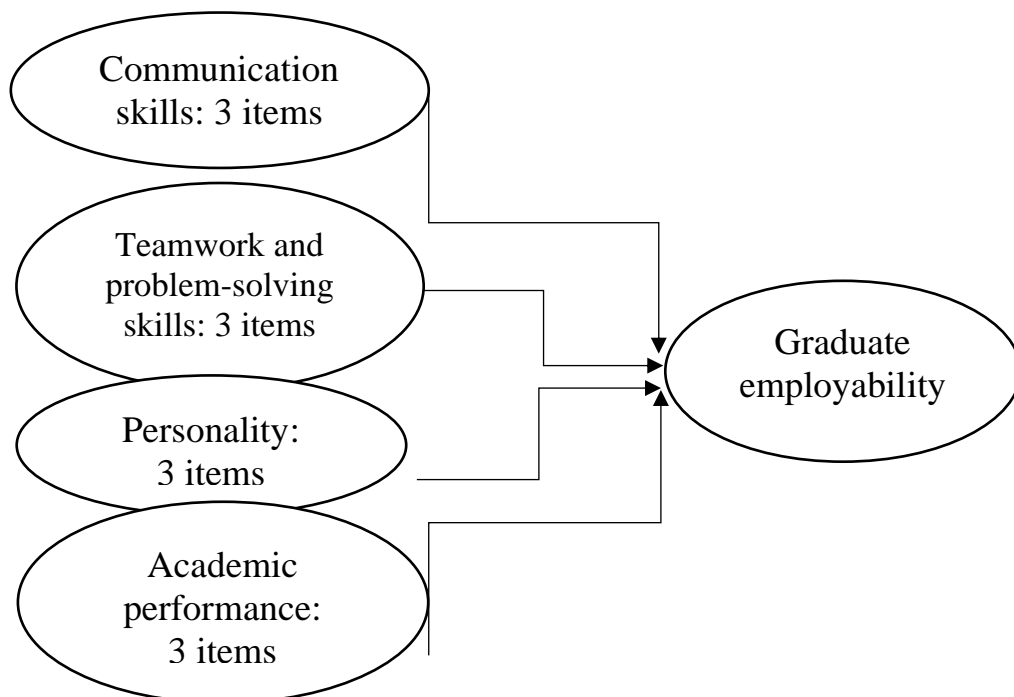 Communication
skills: 3 items
Teamwork and
problem-solving
skills: 3 items
Personality:
3 items
Academic
performance:
3 items
Graduate
employability